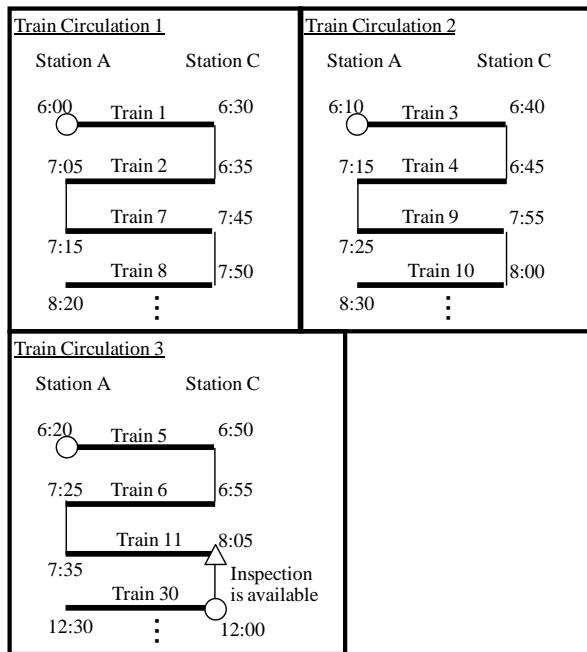 Train Circulation 1
Station A Station C
6:00 Train 1 6:30
7:05 Train 2 6:35
Train 7 7:45
7:15
Train 8 7:50
8:20
Train Circulation 2
Station A Station C
6:10 Train 3 6:40
7:15 Train 4 6:45
Train 9 7:55
7:25
Train 10 8:00
8:30
Train Circulation 3
Station A Station C
6:20 Train 5 6:50
7:25 Train 6 6:55
Train 11 8:05
7:35
Inspection
is available
Train 30
12:30 12:00